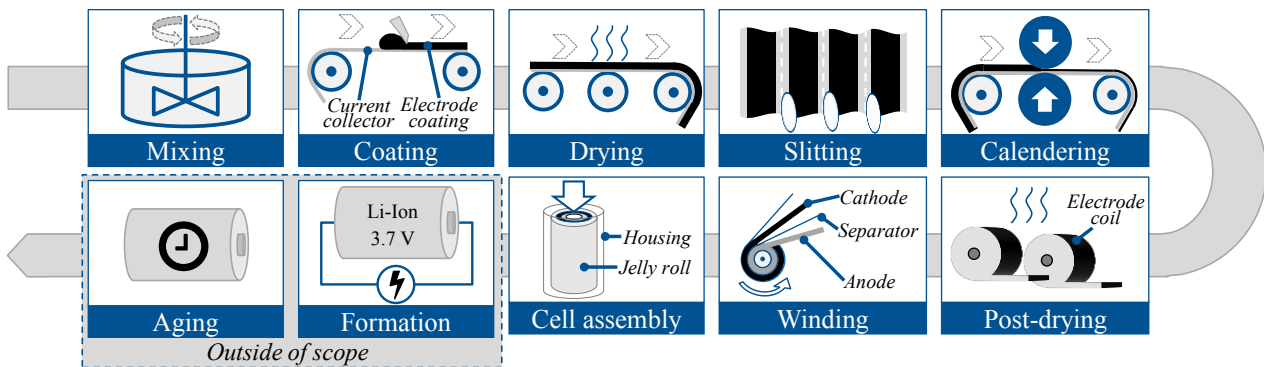 Current
collector
Electrode
coating
Mixing
Coating
Drying
Slitting
Calendering
Li-Ion
3.7 V
Housing
Jelly roll
Cathode
Separator
Anode
Electrode
coil
Aging
Formation
Cell assembly
Winding
Post-drying
Outside of scope